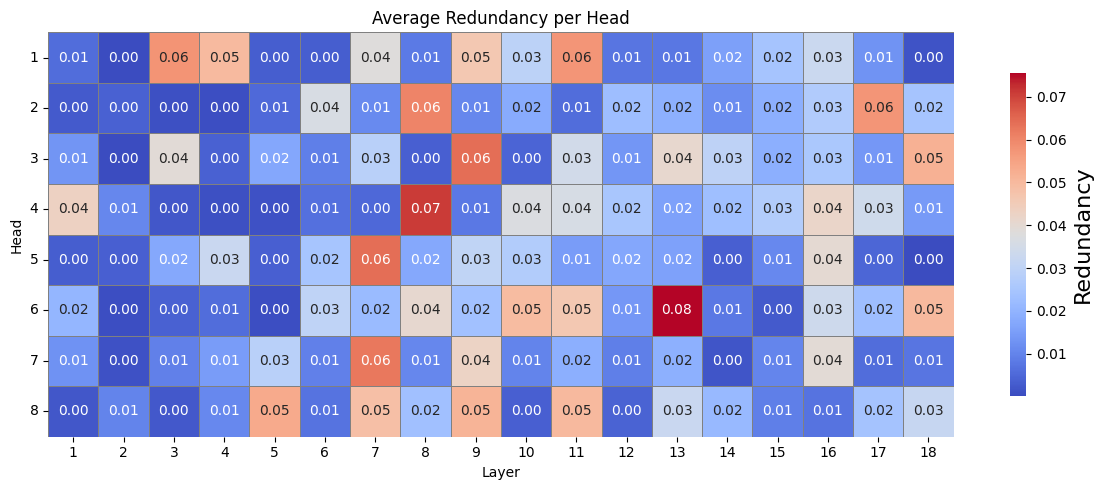 Average Redundancy per Head
1 0.01 0.00 0.06 0.05 0.00 0.00 0.04 0.01 0.05 0.03 0.06 0.01 0.01 0.02 0.02 0.03 0.01 0.00
2 0.00 0.00 0.00 0.00 0.01 0.04 0.01 0.06 0.01 0.02 0.01 0.02 0.02 0.01 0.02 0.03 0.06 0.02
3 0.01 0.00 0.04 0.00 0.02 0.01 0.03 0.00 0.06 0.00 0.03 0.01 0.04 0.03 0.02 0.03 0.01 0.05
4 0.04 0.01 0.00 0.00 0.00 0.01 0.00 0.07 0.01 0.04 0.04 0.02 0.02 0.02 0.03 0.04 0.03 0.01
5 0.00 0.00 0.02 0.03 0.00 0.02 0.06 0.02 0.03 0.03 0.01 0.02 0.02 0.00 0.01 0.04 0.00 0.00
6 0.02 0.00 0.00 0.01 0.00 0.03 0.02 0.04 0.02 0.05 0.05 0.01 0.08 0.01 0.00 0.03 0.02 0.05
7 0.01 0.00 0.01 0.01 0.03 0.01 0.06 0.01 0.04 0.01 0.02 0.01 0.02 0.00 0.01 0.04 0.01 0.01
8 0.00 0.01 0.00 0.01 0.05 0.01 0.05 0.02 0.05 0.00 0.05 0.00 0.03 0.02 0.01 0.01 0.02 0.03
1 2 3 4 5 6 7 8 9 10 11 12 13 14 15 16 17 18
Layer
Head
0.07
0.06
0.05
0.04
0.03
0.02
0.01
Redundancy